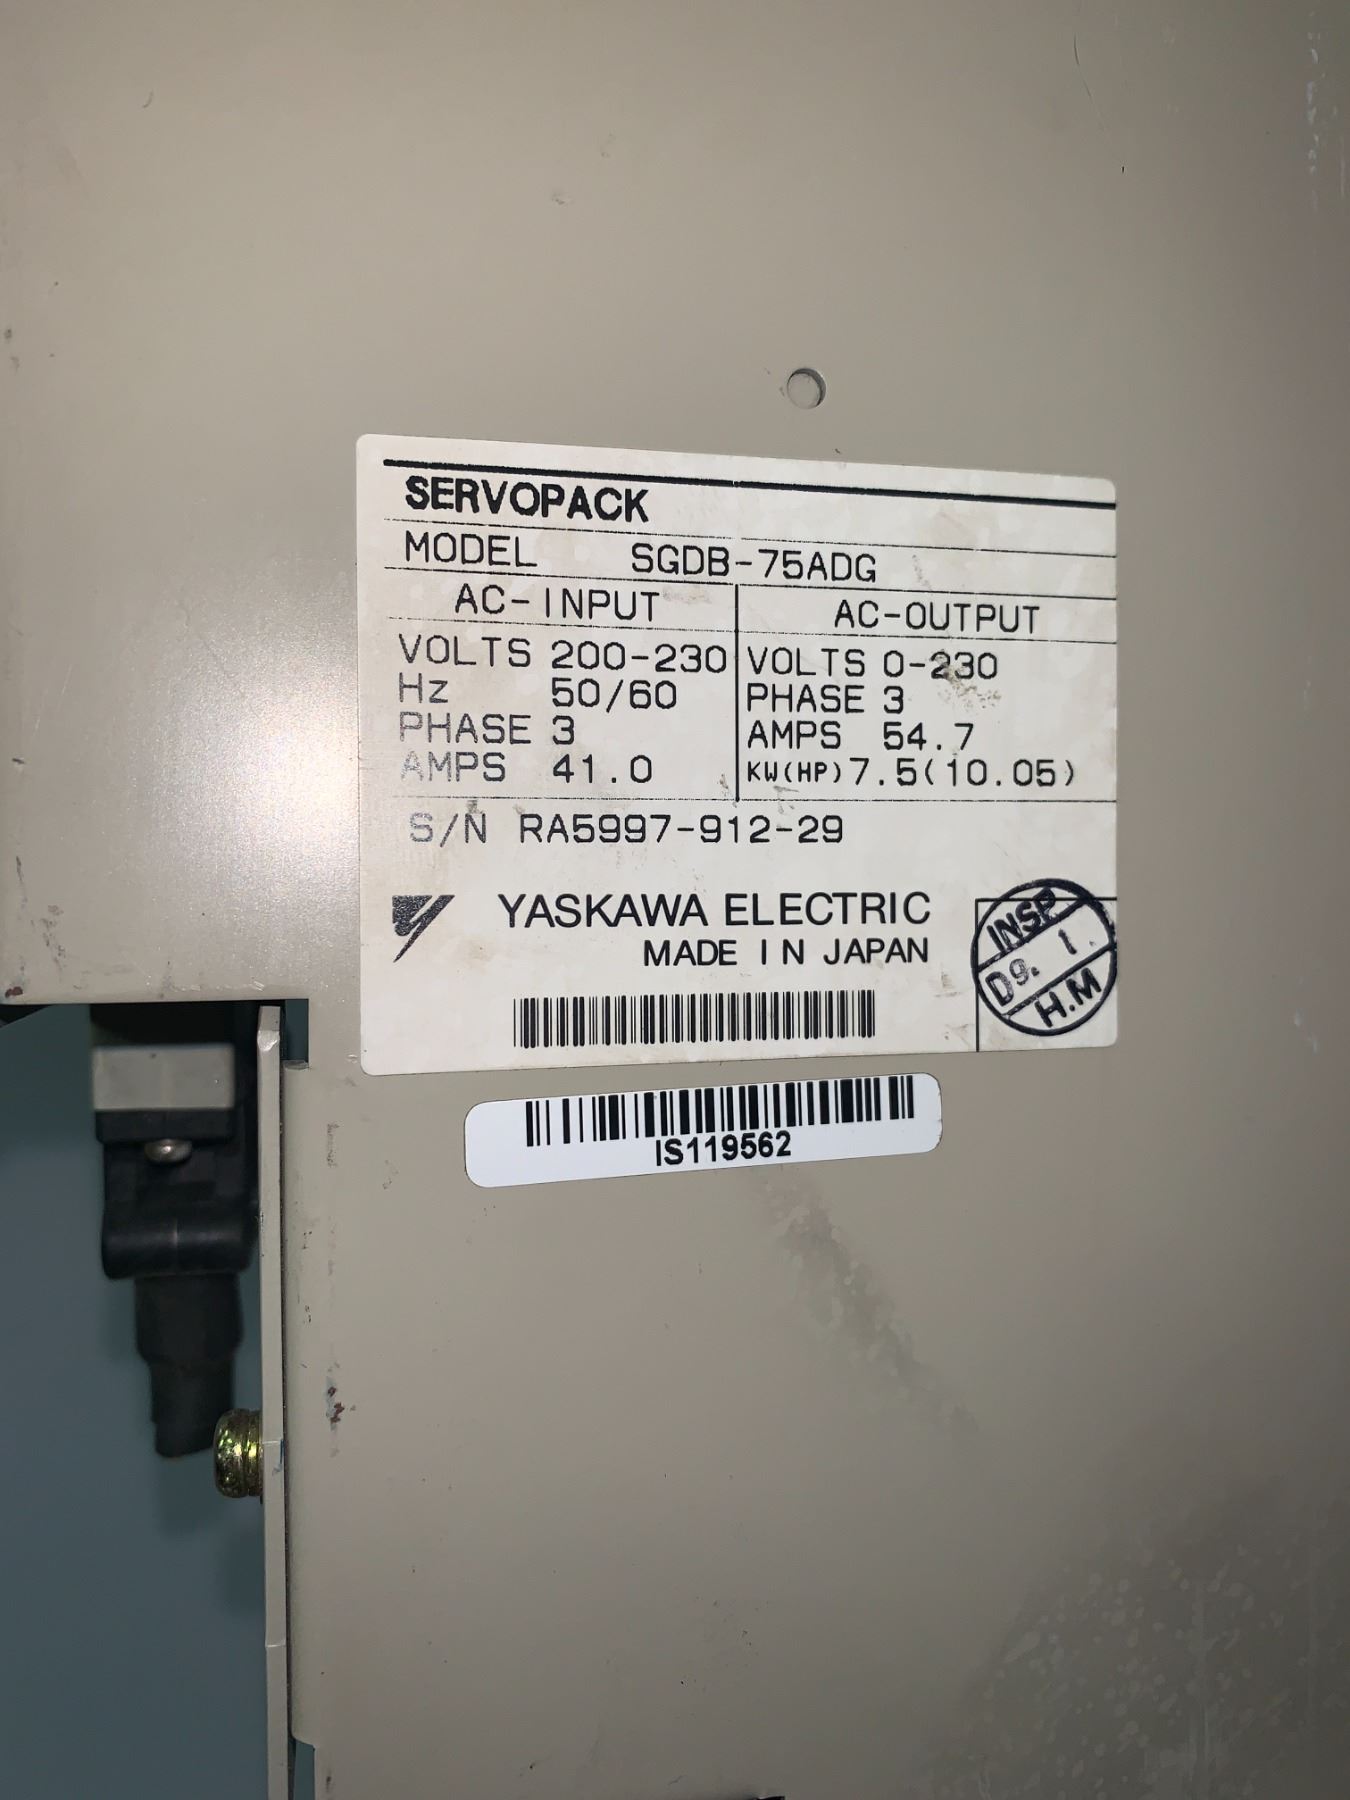 SERVOPACK
MODEL SGDB-75ADG
AC-INPUT
VOLTS 200-230
Hz 50/60
PHASE 3
AMPS 41.0
AC-OUTPUT
VOLTS 0-230
PHASE 3
AMPS 54.7
KW(HP) 7.5(10.05)
S/N RA5997-912-29
YASKAWA ELECTRIC
MADE IN JAPAN
INSP
D9. 1.
H.M
IS119562